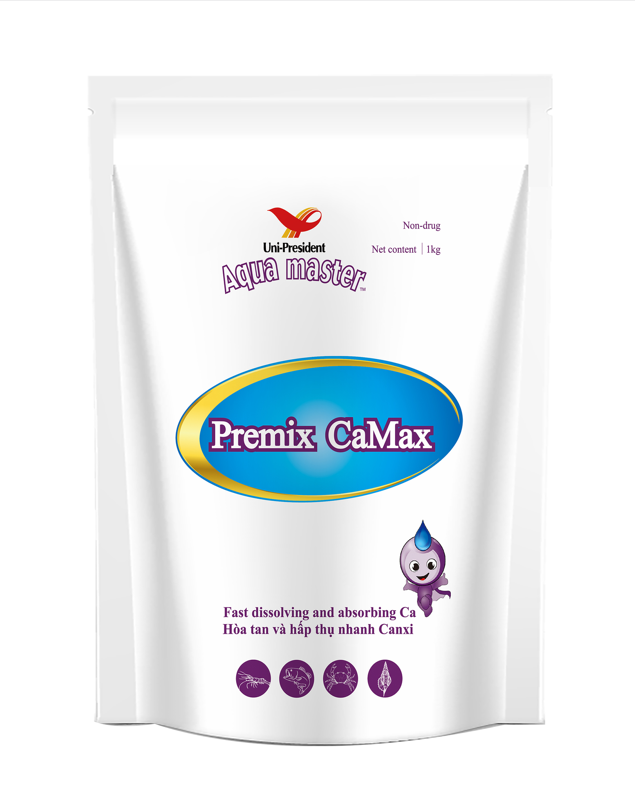 Uni-President
Aqua master™
Non-drug
Net content | 1kg
Premix CaMax
Fast dissolving and absorbing Ca
Hòa tan và hấp thụ nhanh Canxi